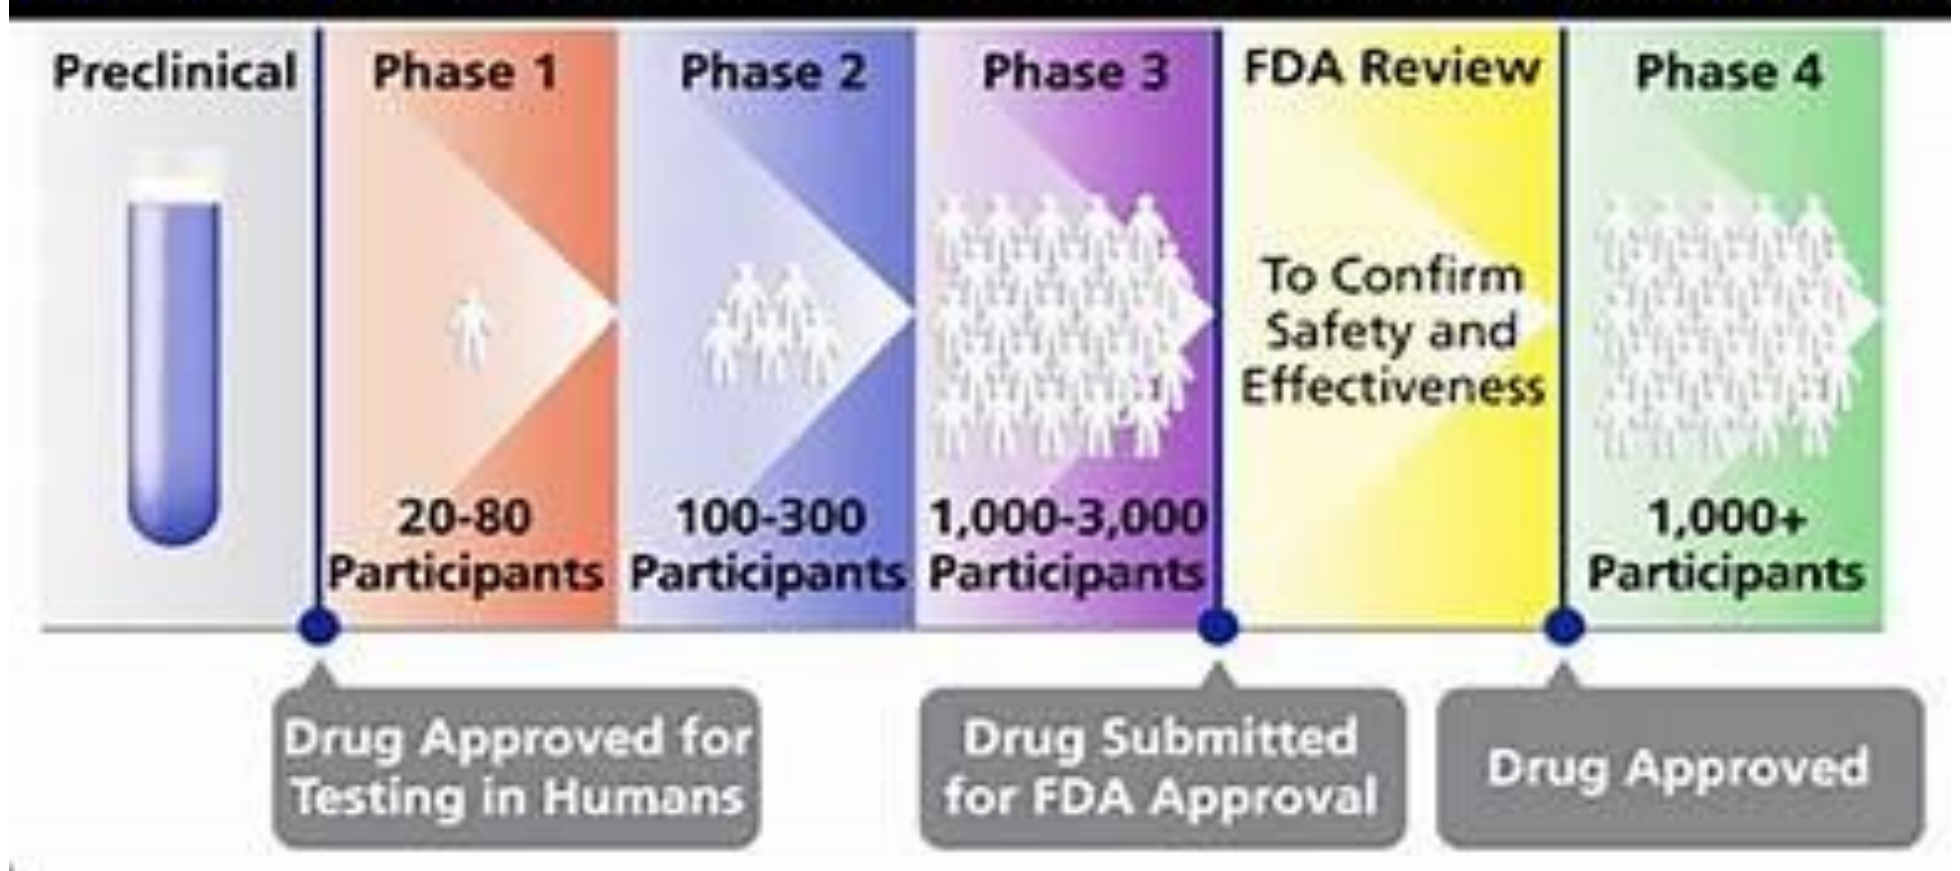 Preclinical
Phase 1
Phase 2
Phase 3
FDA Review
Phase 4
To Confirm
Safety and
Effectiveness
20-80
Participants
100-300
Participants
1,000-3,000
Participants
1,000+
Participants
Drug Approved for
Testing in Humans
Drug Submitted
for FDA Approval
Drug Approved